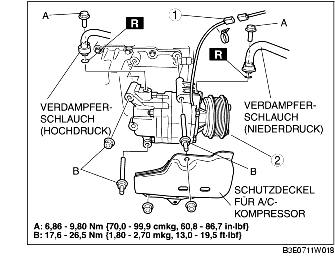 A
R
1
A
R
VERDAMPFER-
SCHLAUCH
(HOCHDRUCK)
VERDAMPFER-
SCHLAUCH
(NIEDERDRUCK)
B
2
B
SCHUTZDECKEL
FÜR A/C-
KOMPRESSOR
A: 6,86 - 9,80 Nm {70,0 - 99,9 cmkg, 60,8 - 86,7 in·lbf}
B: 17,6 - 26,5 Nm {1,80 - 2,70 mkg, 13,0 - 19,5 ft·lbf}
B3E0711W018